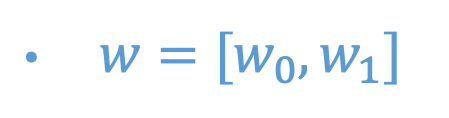 • w = [w₀, w₁]